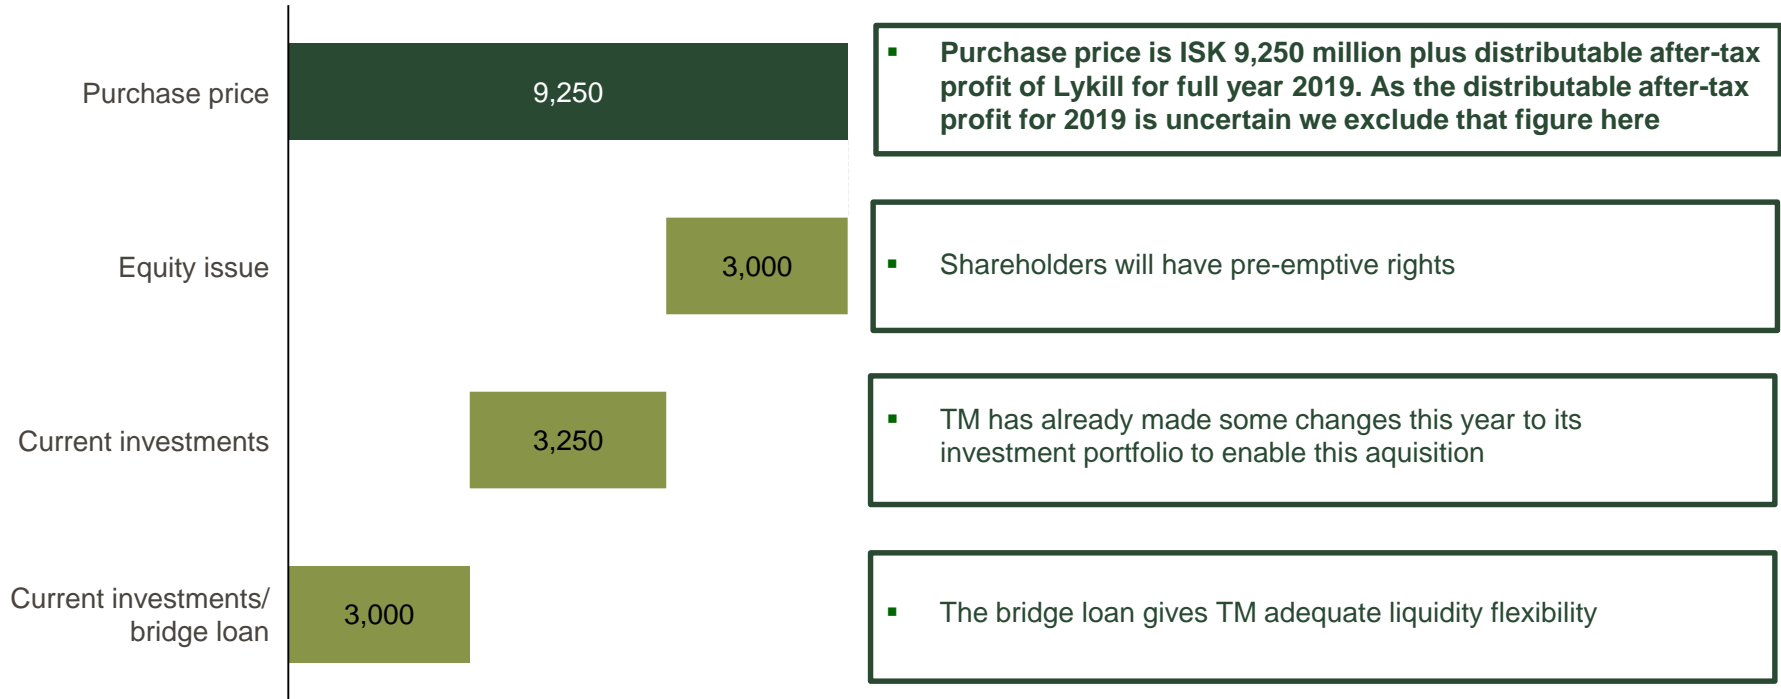 Purchase price
9,250
▪ Purchase price is ISK 9,250 million plus distributable after-tax
profit of Lykill for full year 2019. As the distributable after-tax
profit for 2019 is uncertain we exclude that figure here
Equity issue
3,000
▪ Shareholders will have pre-emptive rights
Current investments
3,250
▪ TM has already made some changes this year to its
investment portfolio to enable this aquisition
Current investments/
bridge loan
3,000
▪ The bridge loan gives TM adequate liquidity flexibility